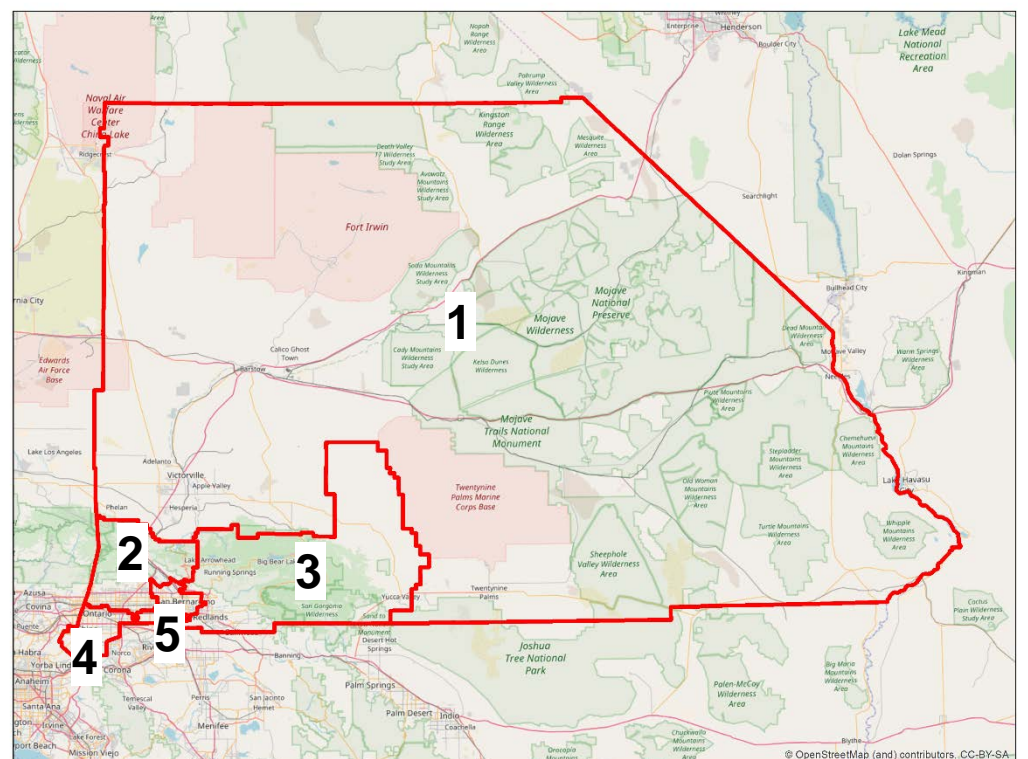 Nopah
Range
Wilderness
Area
Enterprise
Henderson
Boulder City
Lake Mead
National
Recreation
Area
Pahrump
Valley Wilderness
Area
Naval Air
Warfare
Center
China Lake
Ridgecrest
Kingston
Range
Wilderness
Area
Mesquite
Wilderness
Area
Death Valley
17 Wilderness
Study Area
Avawatz
Mountains
Wilderness
Study Area
Dolan Springs
Searchlight
Fort Irwin
Soda Mountains
Wilderness
Study Area
Kingman
Bullhead City
rnia City
1
Mojave
National
Preserve
Mojave
Wilderness
Dead Mountains
Wilderness
Area
Mohave Valley
Warm Springs
Wilderness
Area
Calico Ghost
Town
Cady Mountains
Wilderness
Study Area
Kelso Dunes
Wilderness
Edwards
Air Force
Base
Barstow
Needles
Piute Mountains
Wilderness
Area
Mojave
Trails National
Monument
Chemehuevi
Mountains
Wilderness
Area
Lake Los Angeles
Adelanto
Victorville
Apple Valley
Stepladder
Mountains
Wilderness
Area
Twentynine
Palms Marine
Corps Base
Old Woman
Mountains
Wilderness
Area
Lake Havasu
City
Phelan
Hesperia
Turtle Mountains
Wilderness
Area
Whipple
Mountains
Wilderness
Area
2
Lake Arrowhead
Running Springs
Big Bear Lake
3
Sheephole
Valley Wilderness
Area
Azusa
Covina
Ontario
San Bernardino
Redlands
San Gorgonio
Wilderness
Yucca Valley
Twentynine
Palms
Cactus
Plain Wilderness
Study Area
Puente
4
5
Sand to
Monument
Desert Hot
Springs
Habra
Yorba Lind
Norco
Corona
Banning
Joshua
Tree National
Park
Big Maria
Mountains
Wilderness
Area
Anaheim
Santa Ana
Temescal
Valley
Perris
San Jacinto
Hemet
Palm Springs
Palen-McCoy
Wilderness
Area
Irvine
Lake Forest
Menifee
Palm Desert
Indio
Coachella
port Beach
Mission Viejo
Orocopia
Mountains
Chuckwalla
Mountains
Wilderness
Blythe
© OpenStreetMap (and) contributors, CC-BY-SA